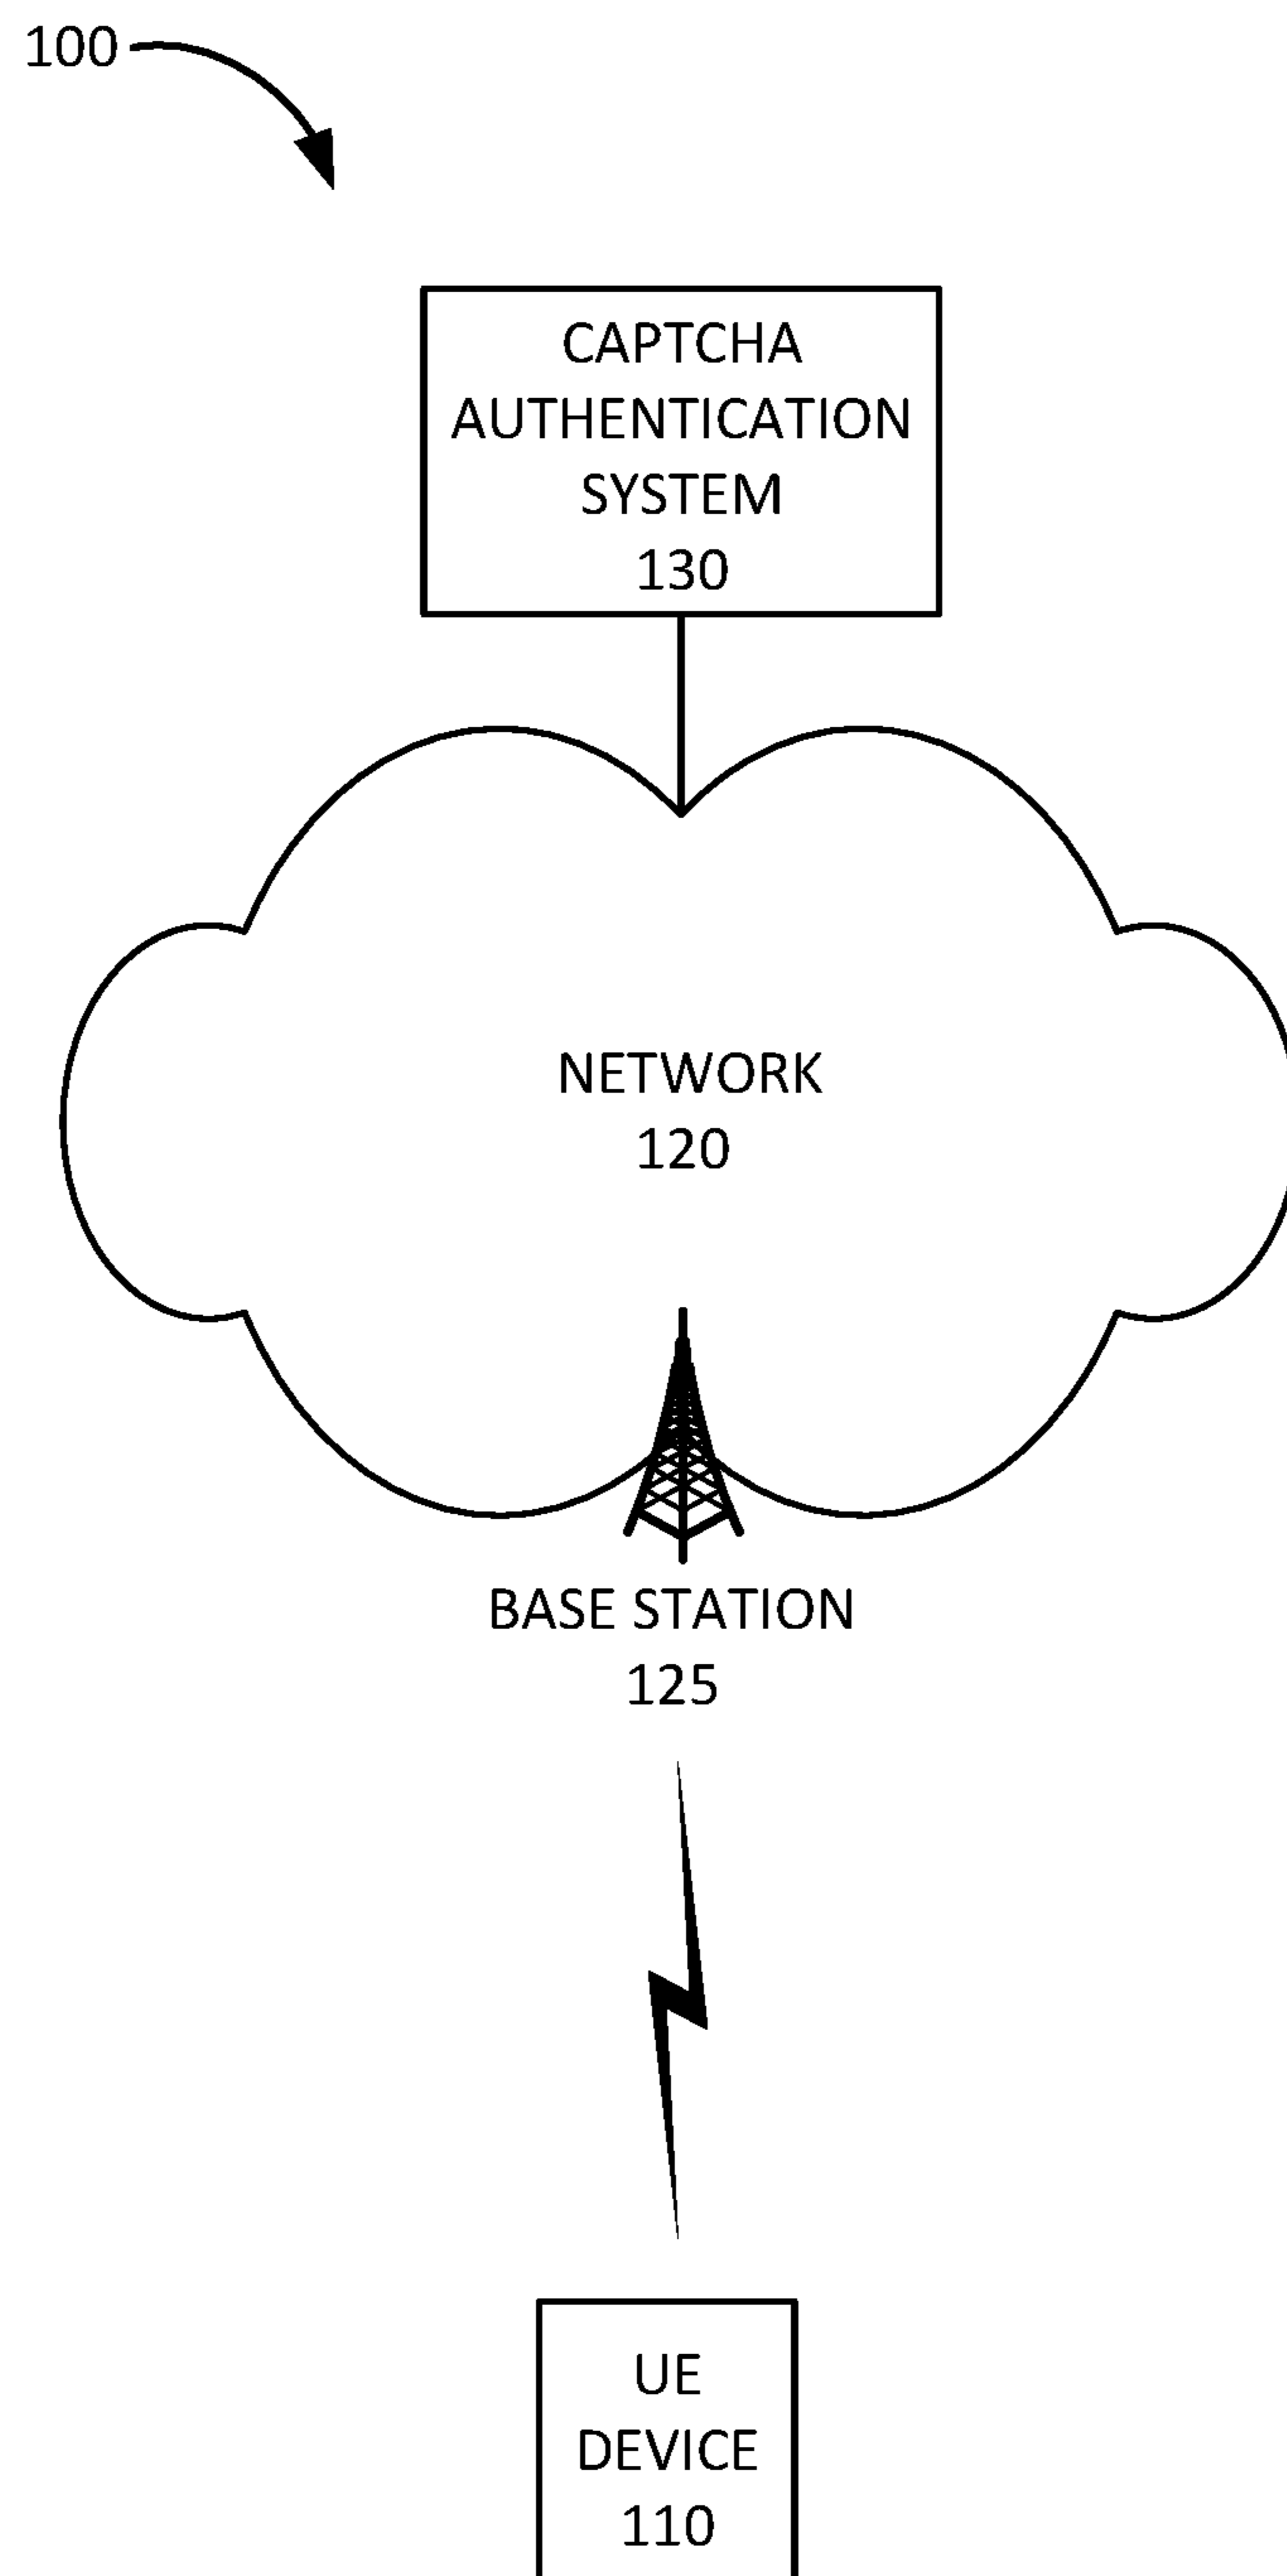 100
CAPTCHA
AUTHENTICATION
SYSTEM
130
NETWORK
120
BASE STATION
125
UE
DEVICE
110